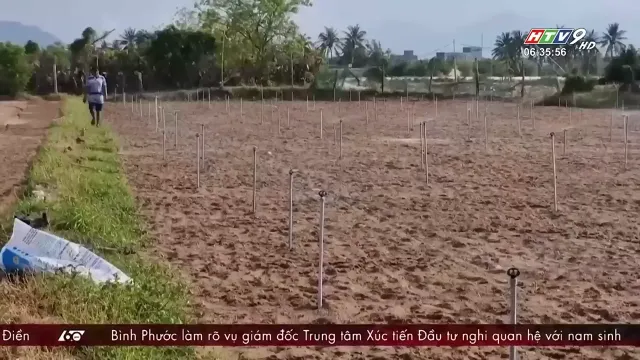 HTV9 HD
06:35:56
Điển 60 Bình Phước làm rõ vụ giám đốc Trung tâm Xúc tiến Đầu tư nghi quan hệ với nam sinh